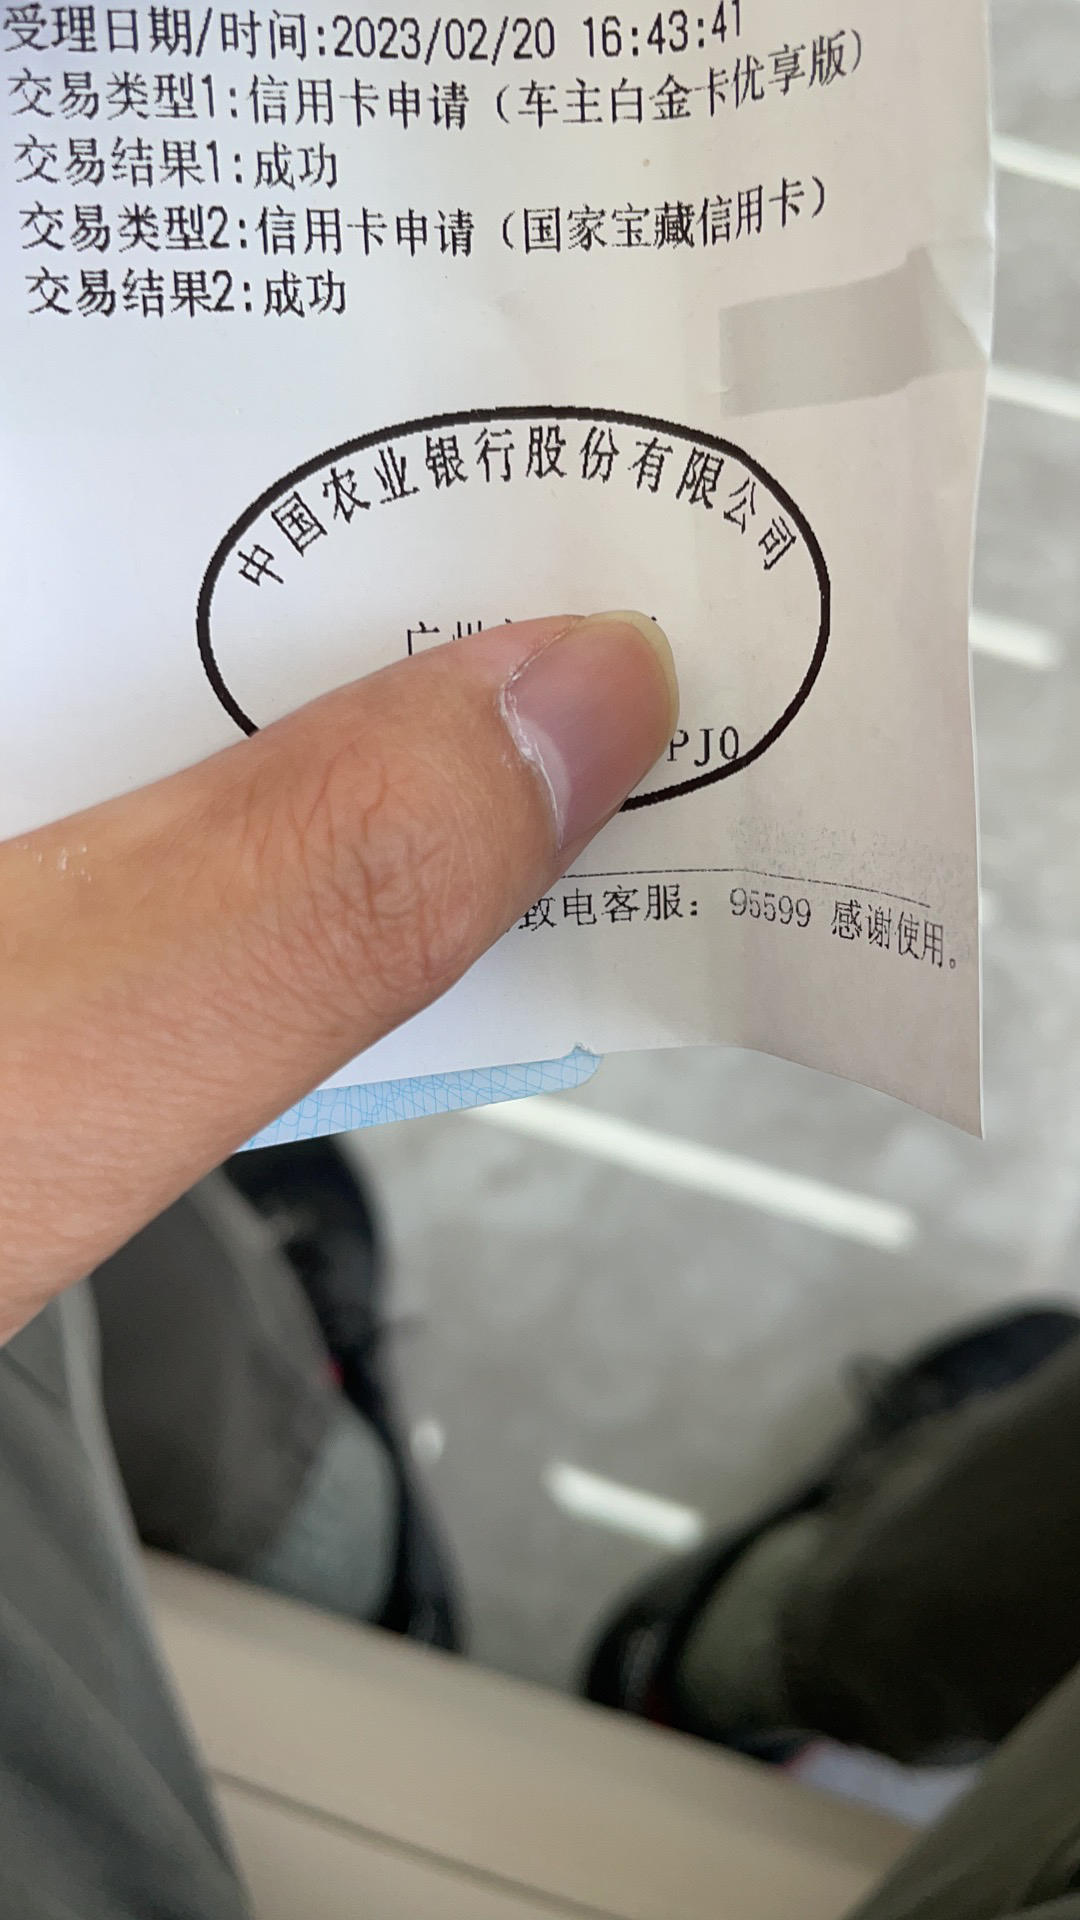 受理日期/时间:2023/02/20 16:43:41
交易类型1:信用卡申请（车主白金卡优享版）
交易结果1:成功
交易类型2:信用卡申请（国家宝藏信用卡）
交易结果2:成功
中国农业银行股份有限公司
广州
PJ0
致电客服：95599 感谢使用。